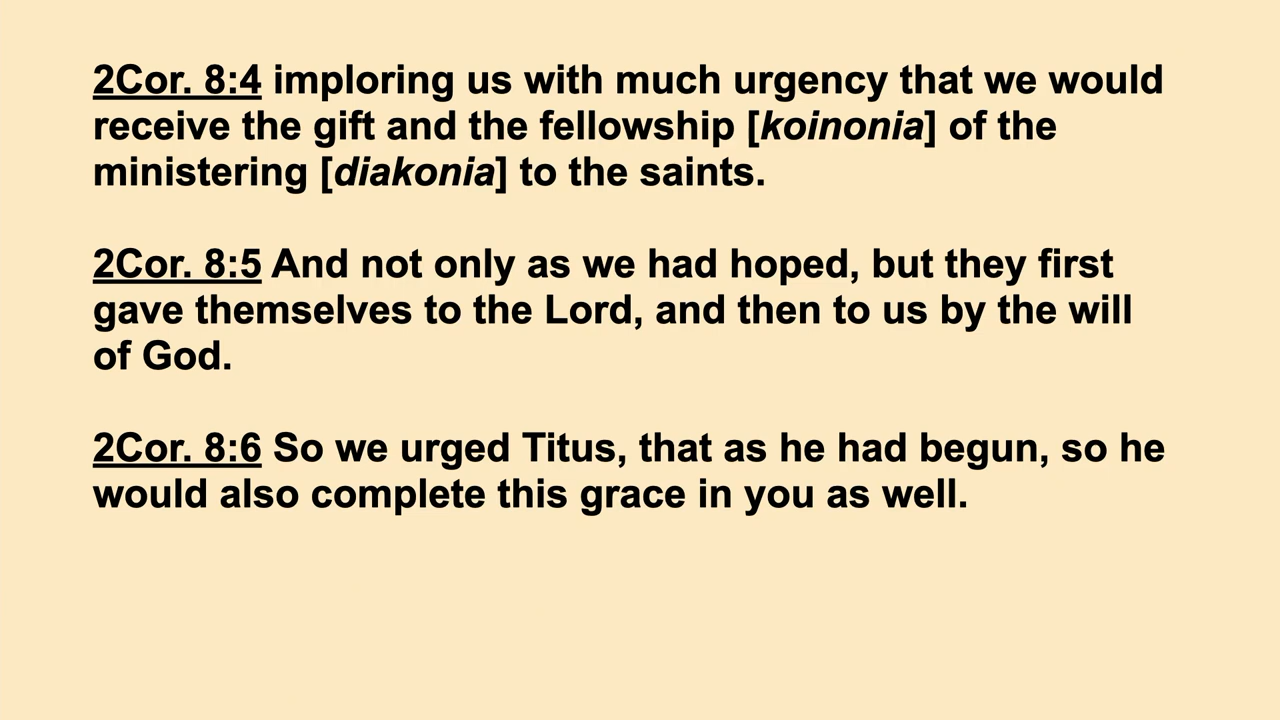 2Cor. 8:4 imploring us with much urgency that we would
receive the gift and the fellowship [koinonia] of the
ministering [diakonia] to the saints.
2Cor. 8:5 And not only as we had hoped, but they first
gave themselves to the Lord, and then to us by the will
of God.
2Cor. 8:6 So we urged Titus, that as he had begun, so he
would also complete this grace in you as well.